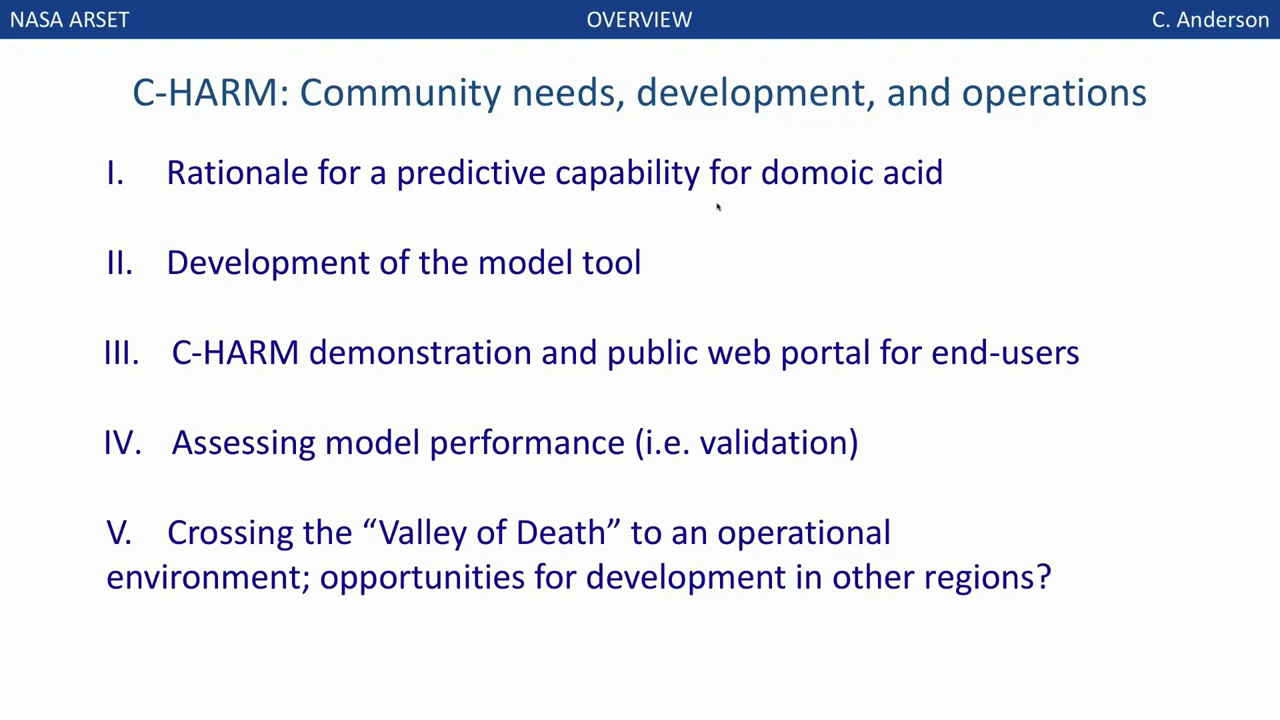 NASA ARSET OVERVIEW C. Anderson
C-HARM: Community needs, development, and operations
I. Rationale for a predictive capability for domoic acid
II. Development of the model tool
III. C-HARM demonstration and public web portal for end-users
IV. Assessing model performance (i.e. validation)
V. Crossing the “Valley of Death” to an operational
environment; opportunities for development in other regions?